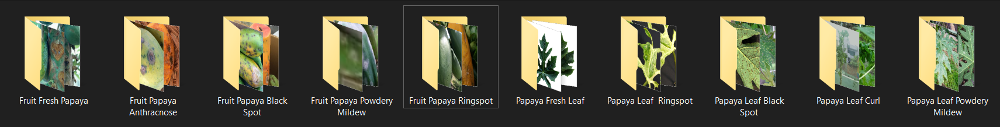 Fruit Fresh Papaya
Fruit Papaya
Anthracnose
Fruit Papaya Black
Spot
Fruit Papaya Powdery
Mildew
Fruit Papaya Ringspot
Papaya Fresh Leaf
Papaya Leaf  Ringspot
Papaya Leaf Black
Spot
Papaya Leaf Curl
Papaya Leaf Powdery
Mildew